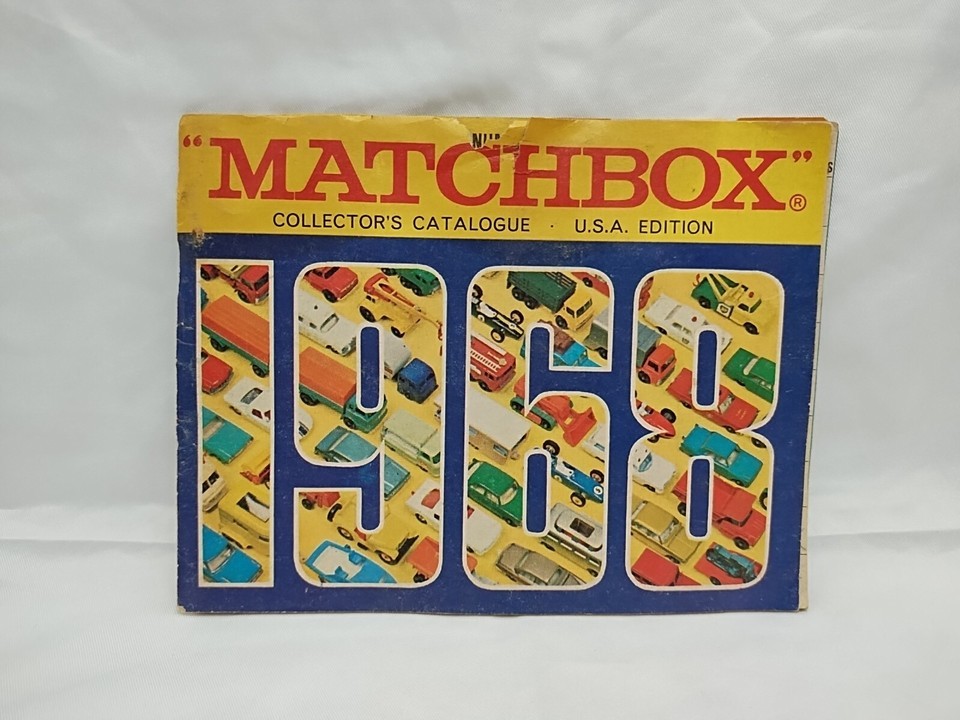 "MATCHBOX"®
COLLECTOR'S CATALOGUE · U.S.A. EDITION
1968